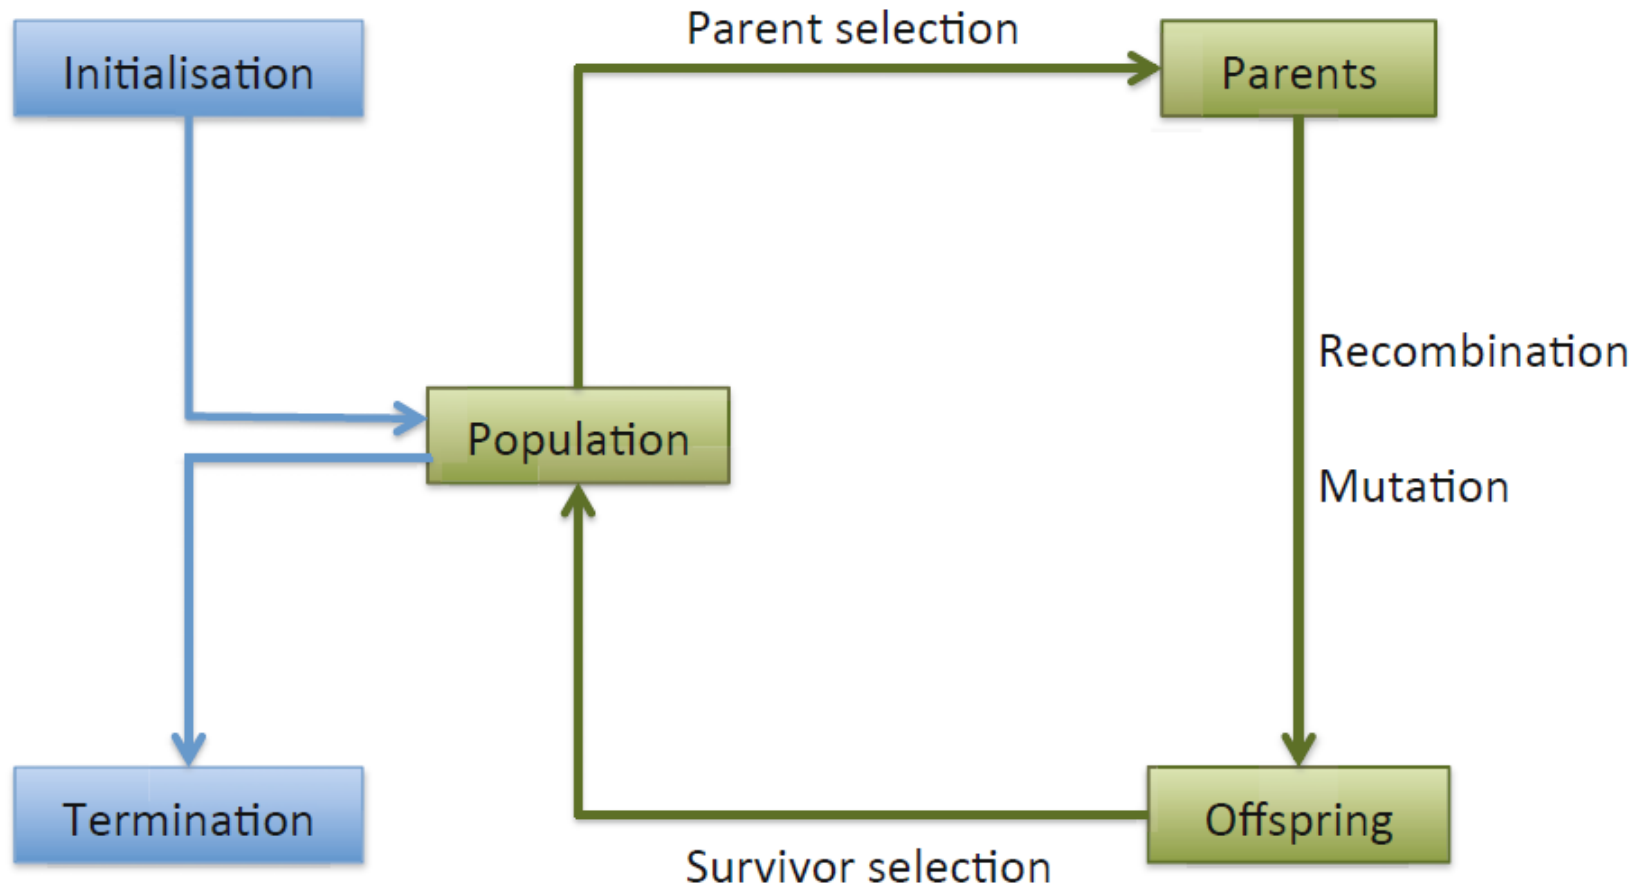 Initialisation
Parent selection
Parents
Recombination
Population
Mutation
Termination
Offspring
Survivor selection